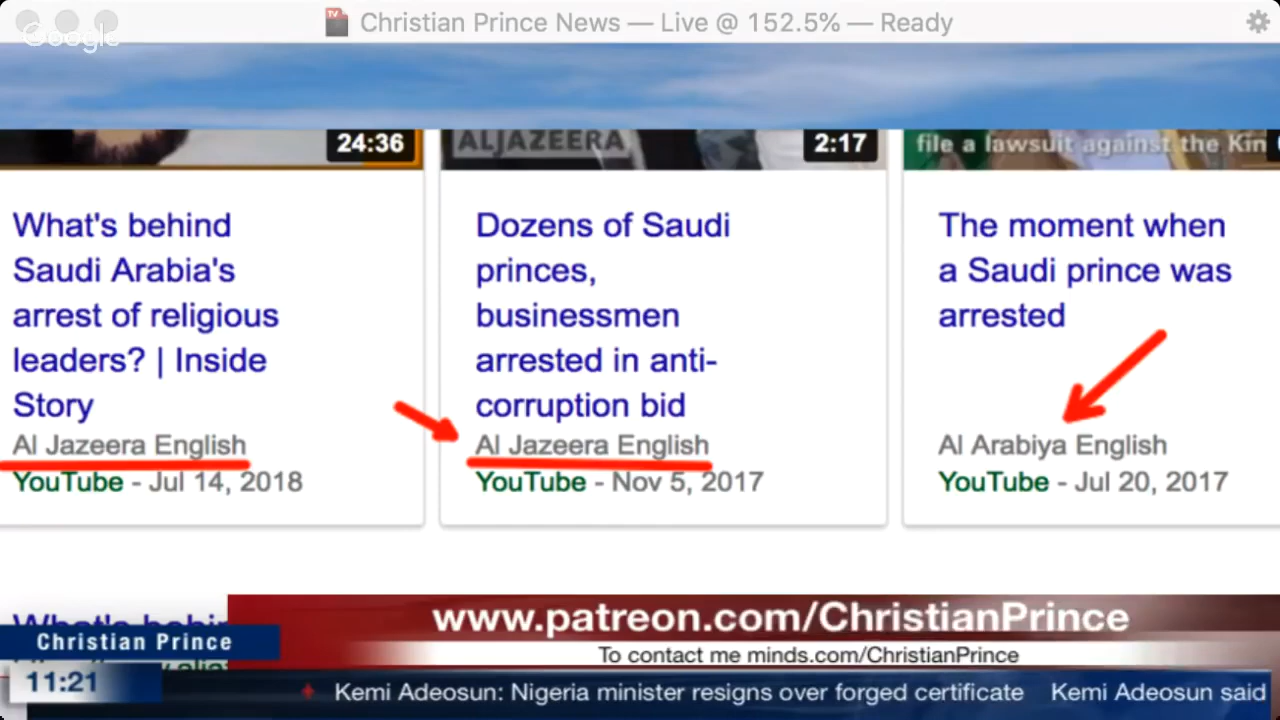 Christian Prince News — Live @ 152.5% — Ready
Google
24:36
ALJAZEERA
2:17
file a lawsuit against the Kin
What's behind
Saudi Arabia's
arrest of religious
leaders? | Inside
Story
Al Jazeera English
YouTube - Jul 14, 2018
Dozens of Saudi
princes,
businessmen
arrested in anti-
corruption bid
Al Jazeera English
YouTube - Nov 5, 2017
The moment when
a Saudi prince was
arrested
Al Arabiya English
YouTube - Jul 20, 2017
What's behin
www.patreon.com/ChristianPrince
Christian Prince
To contact me minds.com/ChristianPrince
11:21
Kemi Adeosun: Nigeria minister resigns over forged certificate Kemi Adeosun said